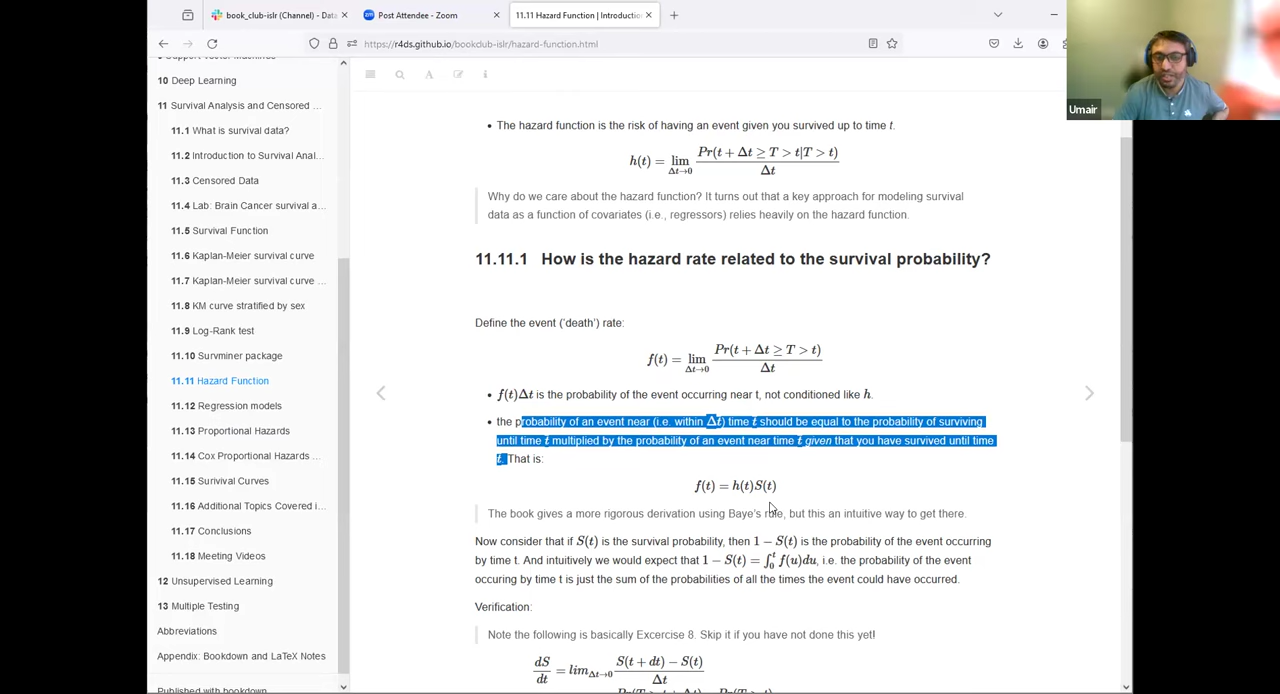 book_club-islr (Channel) - Data
Post Attendee - Zoom
11.11 Hazard Function | Introduction
https://r4ds.github.io/bookclub-islr/hazard-function.html
Umair
10 Deep Learning
11 Survival Analysis and Censored ...
11.1 What is survival data?
11.2 Introduction to Survival Anal...
11.3 Censored Data
11.4 Lab: Brain Cancer survival a...
11.5 Survival Function
11.6 Kaplan-Meier survival curve
11.7 Kaplan-Meier survival curve ...
11.8 KM curve stratified by sex
11.9 Log-Rank test
11.10 Survminer package
11.11 Hazard Function
11.12 Regression models
11.13 Proportional Hazards
11.14 Cox Proportional Hazards ...
11.15 Surivival Curves
11.16 Additional Topics Covered i...
11.17 Conclusions
11.18 Meeting Videos
12 Unsupervised Learning
13 Multiple Testing
Abbreviations
Appendix: Bookdown and LaTeX Notes
Published with bookdown
• The hazard function is the risk of having an event given you survived up to time t.
h(t) = lim Δt→0 Pr(t + Δt ≥ T > t|T > t) / Δt
Why do we care about the hazard function? It turns out that a key approach for modeling survival
data as a function of covariates (i.e., regressors) relies heavily on the hazard function.
11.11.1 How is the hazard rate related to the survival probability?
Define the event ('death') rate:
f(t) = lim Δt→0 Pr(t + Δt ≥ T > t) / Δt
• f(t)Δt is the probability of the event occurring near t, not conditioned like h.
• the probability of an event near (i.e. within Δt) time t should be equal to the probability of surviving
until time t multiplied by the probability of an event near time t given that you have survived until time
t. That is:
f(t) = h(t)S(t)
The book gives a more rigorous derivation using Baye's rule, but this an intuitive way to get there.
Now consider that if S(t) is the survival probability, then 1 − S(t) is the probability of the event occurring
by time t. And intuitively we would expect that 1 − S(t) = ∫₀ᵗ f(u)du, i.e. the probability of the event
occuring by time t is just the sum of the probabilities of all the times the event could have occurred.
Verification:
Note the following is basically Excercise 8. Skip it if you have not done this yet!
dS/dt = lim Δt→0 S(t + dt) − S(t) / Δt